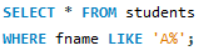 SELECT * FROM students
WHERE fname LIKE 'A%';